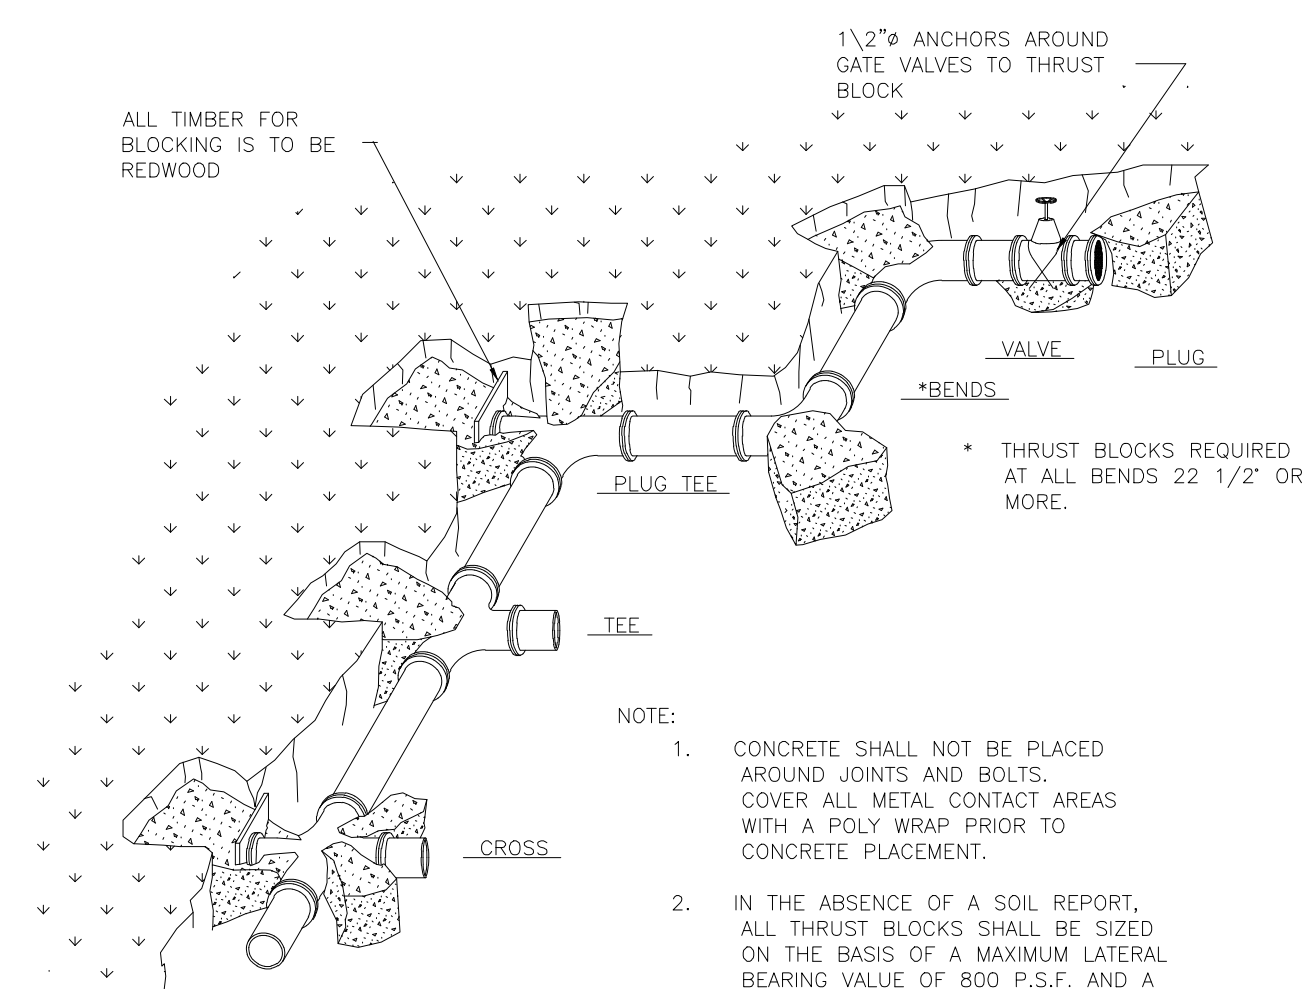 1\2"ø ANCHORS AROUND
GATE VALVES TO THRUST
BLOCK
ALL TIMBER FOR
BLOCKING IS TO BE
REDWOOD
VALVE
PLUG
*BENDS
* THRUST BLOCKS REQUIRED
AT ALL BENDS 22 1/2° OR
MORE.
PLUG TEE
TEE
NOTE:
1. CONCRETE SHALL NOT BE PLACED
AROUND JOINTS AND BOLTS.
COVER ALL METAL CONTACT AREAS
WITH A POLY WRAP PRIOR TO
CONCRETE PLACEMENT.
CROSS
2. IN THE ABSENCE OF A SOIL REPORT,
ALL THRUST BLOCKS SHALL BE SIZED
ON THE BASIS OF A MAXIMUM LATERAL
BEARING VALUE OF 800 P.S.F. AND A